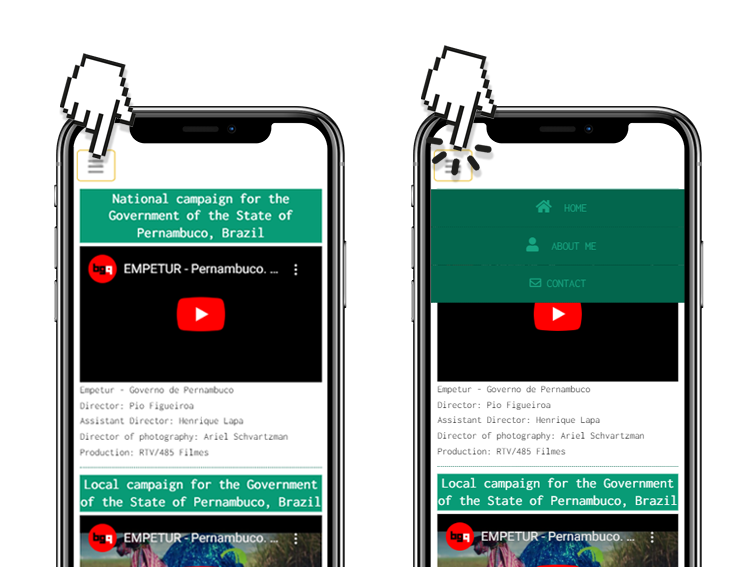 National campaign for the
Government of the State of
Pernambuco, Brazil
bgq EMPETUR - Pernambuco. ...
Empetur - Governo de Pernambuco
Director: Pio Figueiroa
Assistant Director: Henrique Lapa
Director of photography: Ariel Schvartzman
Production: RTV/485 Filmes
Local campaign for the Government
of the State of Pernambuco, Brazil
bgq EMPETUR - Pernambuco. ...
HOME
ABOUT ME
CONTACT
Empetur - Governo de Pernambuco
Director: Pio Figueiroa
Assistant Director: Henrique Lapa
Director of photography: Ariel Schvartzman
Production: RTV/485 Filmes
Local campaign for the Government
of the State of Pernambuco, Brazil
bgq EMPETUR - Pernambuco. ...